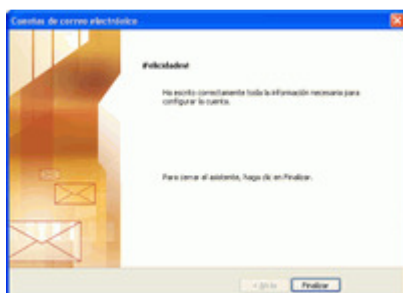 Cuentas de correo electrónico
¡Felicidades!
Ha escrito correctamente toda la información necesaria para
configurar la cuenta.
Para cerrar el asistente, haga clic en Finalizar.
< Atrás
Finalizar